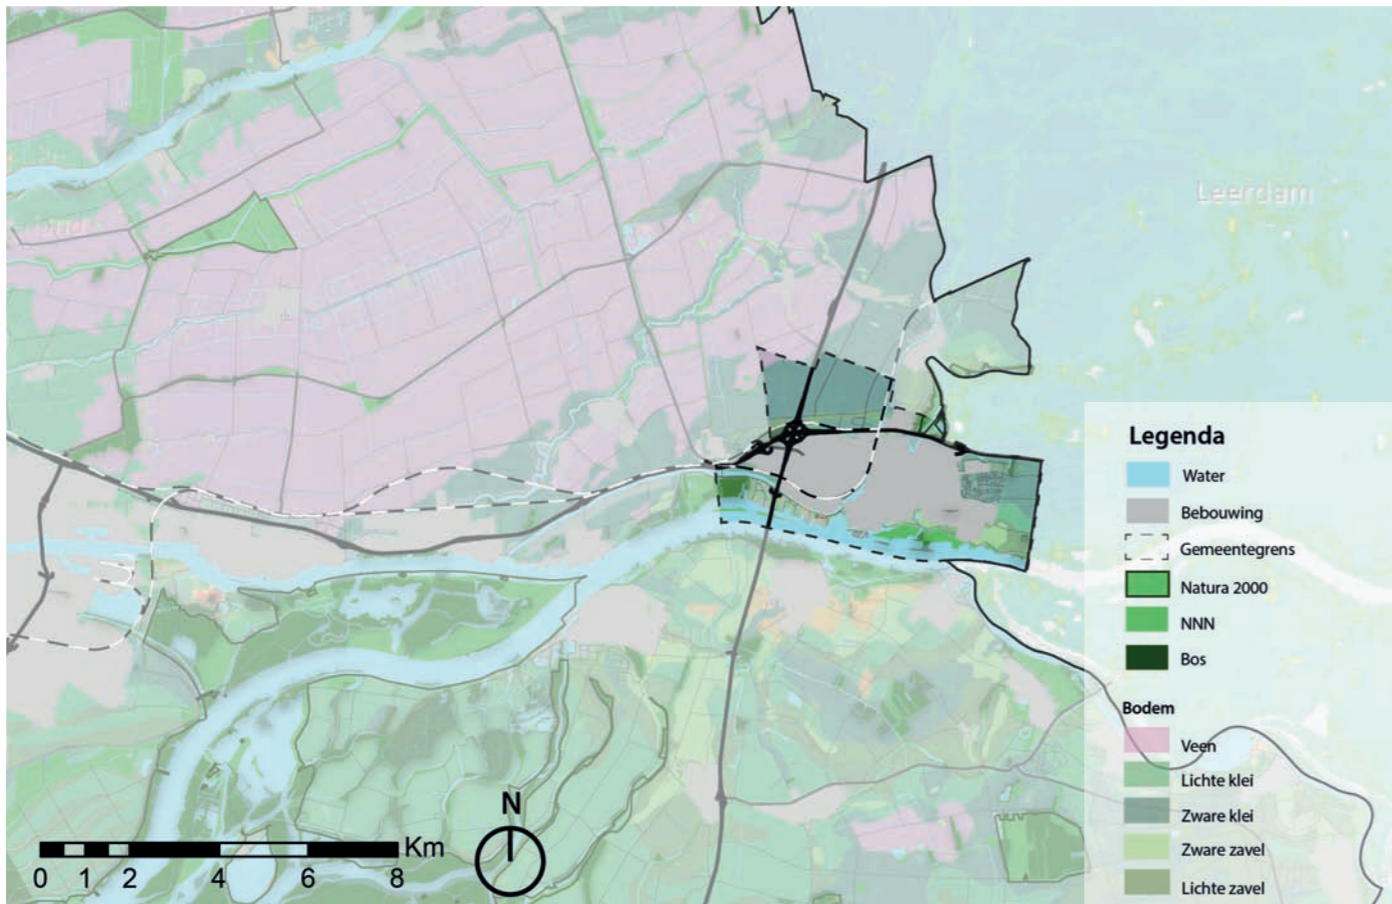 Leerdam
Legenda
Water
Bebouwing
Gemeentegrens
Natura 2000
NNN
Bos
Bodem
Veen
Lichte klei
Zware klei
Zware zavel
Lichte zavel
N
Km
0 1 2 4 6 8